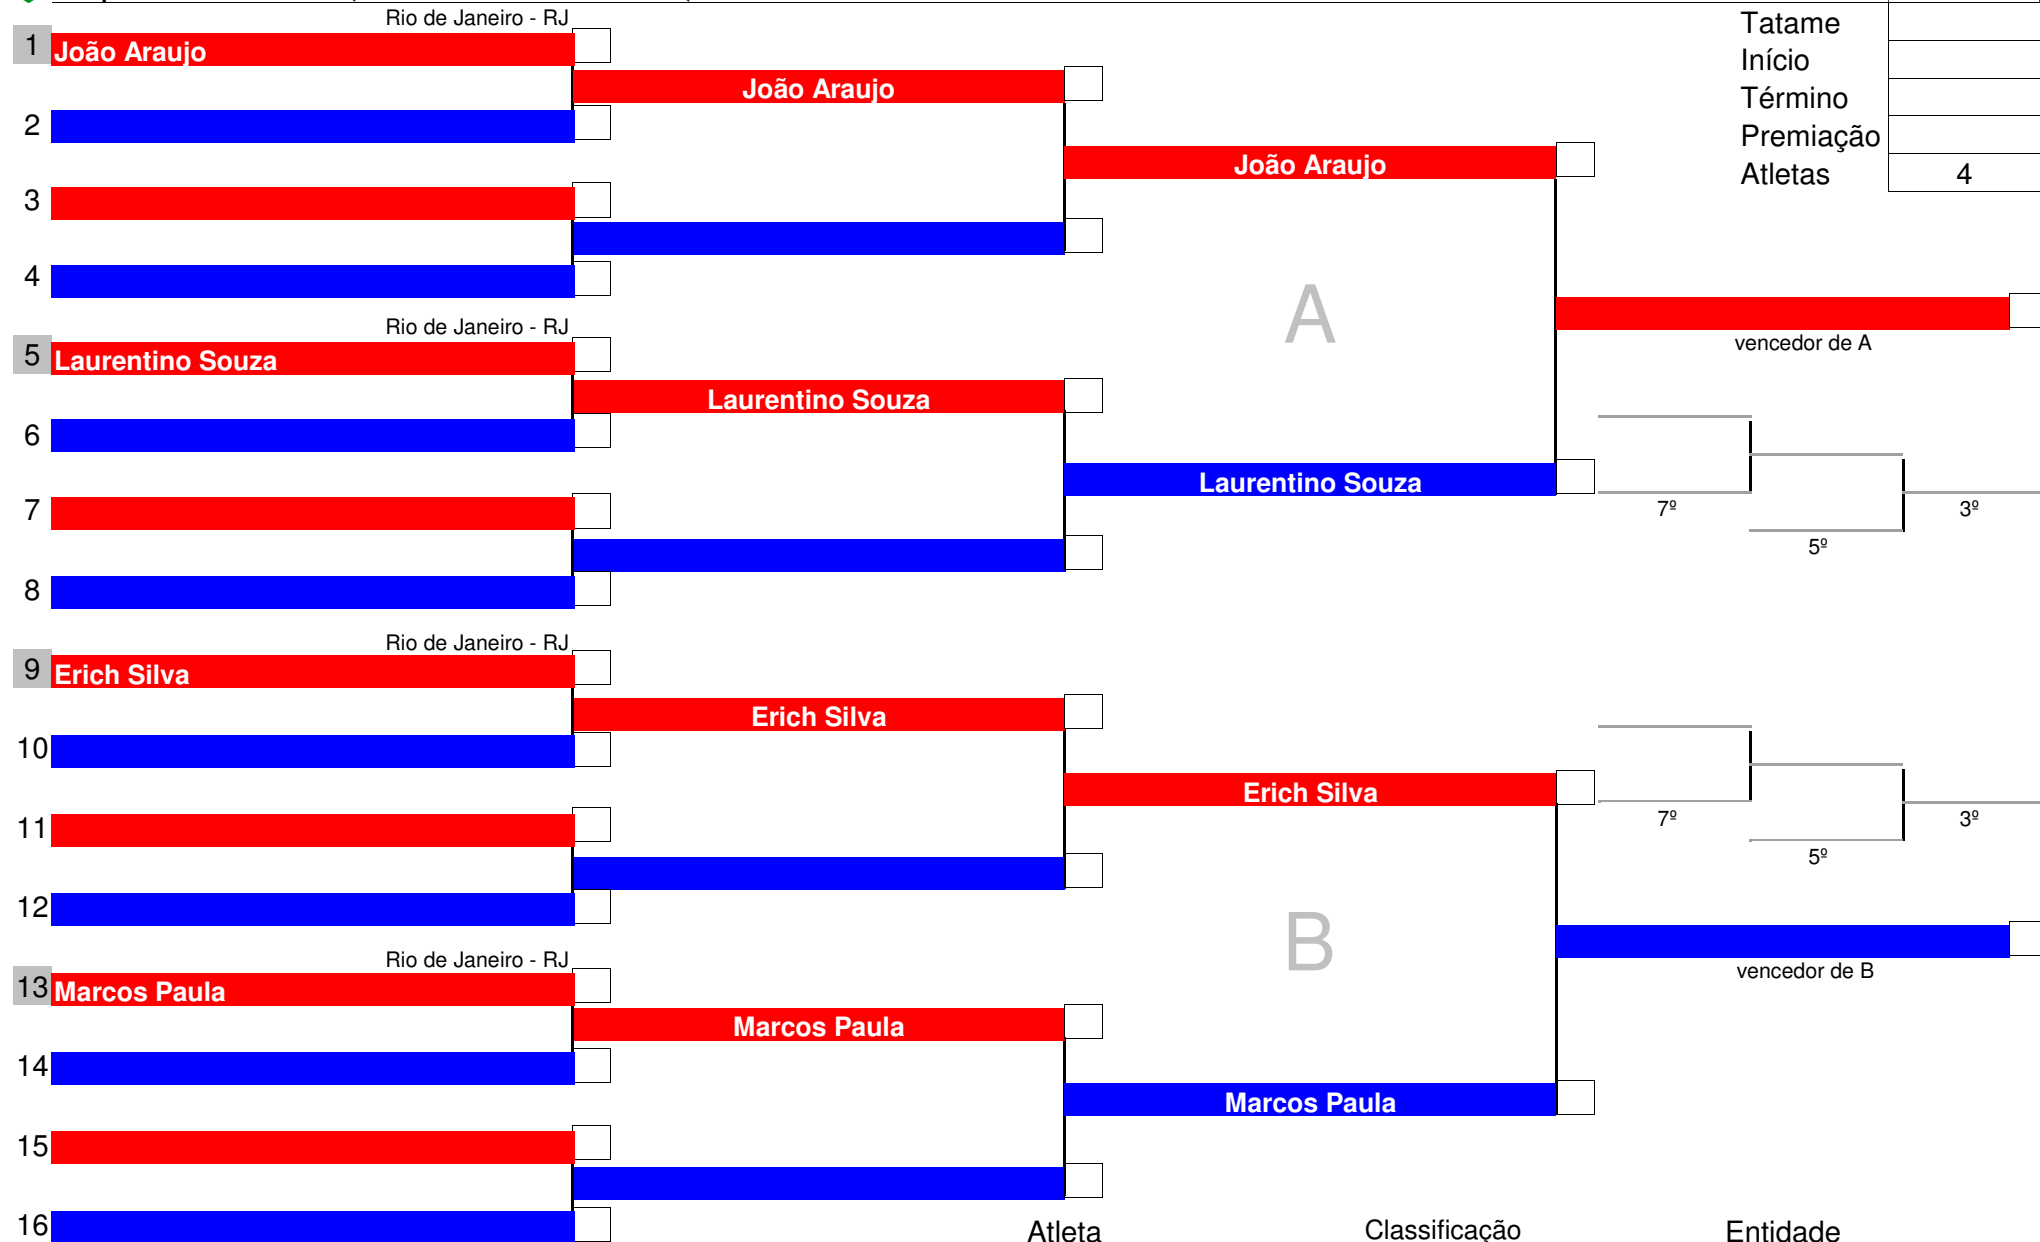 Rio de Janeiro - RJ
Tatame
1 João Araujo
Início
João Araujo
Término
2
Premiação
João Araujo
Atletas 4
3
4
A
Rio de Janeiro - RJ
vencedor de A
5 Laurentino Souza
Laurentino Souza
6
Laurentino Souza
7
7º 3º
5º
8
Rio de Janeiro - RJ
9 Erich Silva
Erich Silva
10
Erich Silva
11
7º 3º
5º
12
B
Rio de Janeiro - RJ
vencedor de B
13 Marcos Paula
Marcos Paula
14
Marcos Paula
15
16
Atleta Classificação Entidade